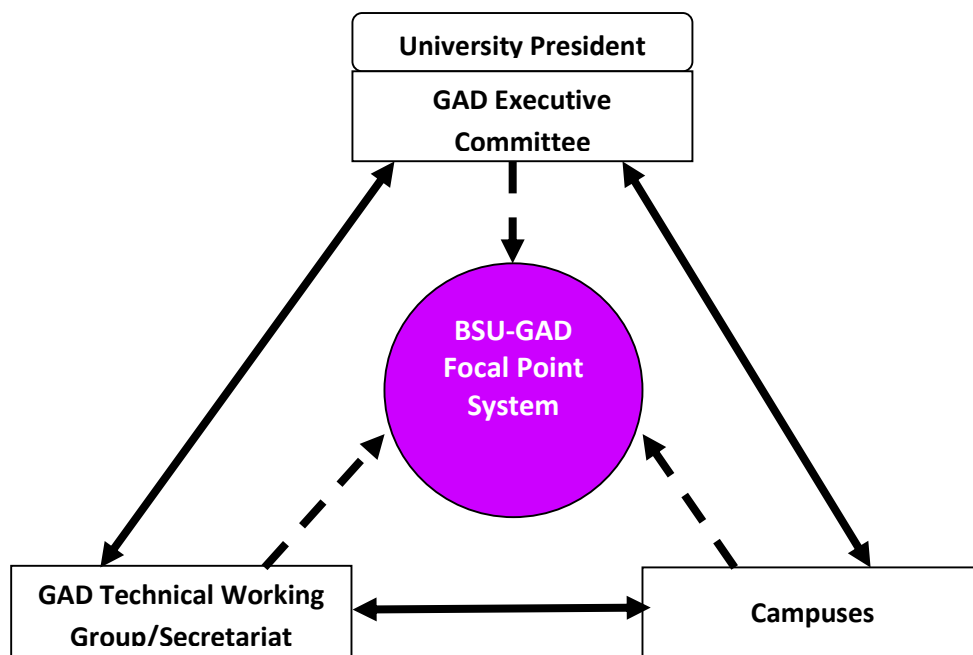 University President
GAD Executive
Committee
BSU-GAD
Focal Point
System
GAD Technical Working
Group/Secretariat
Campuses